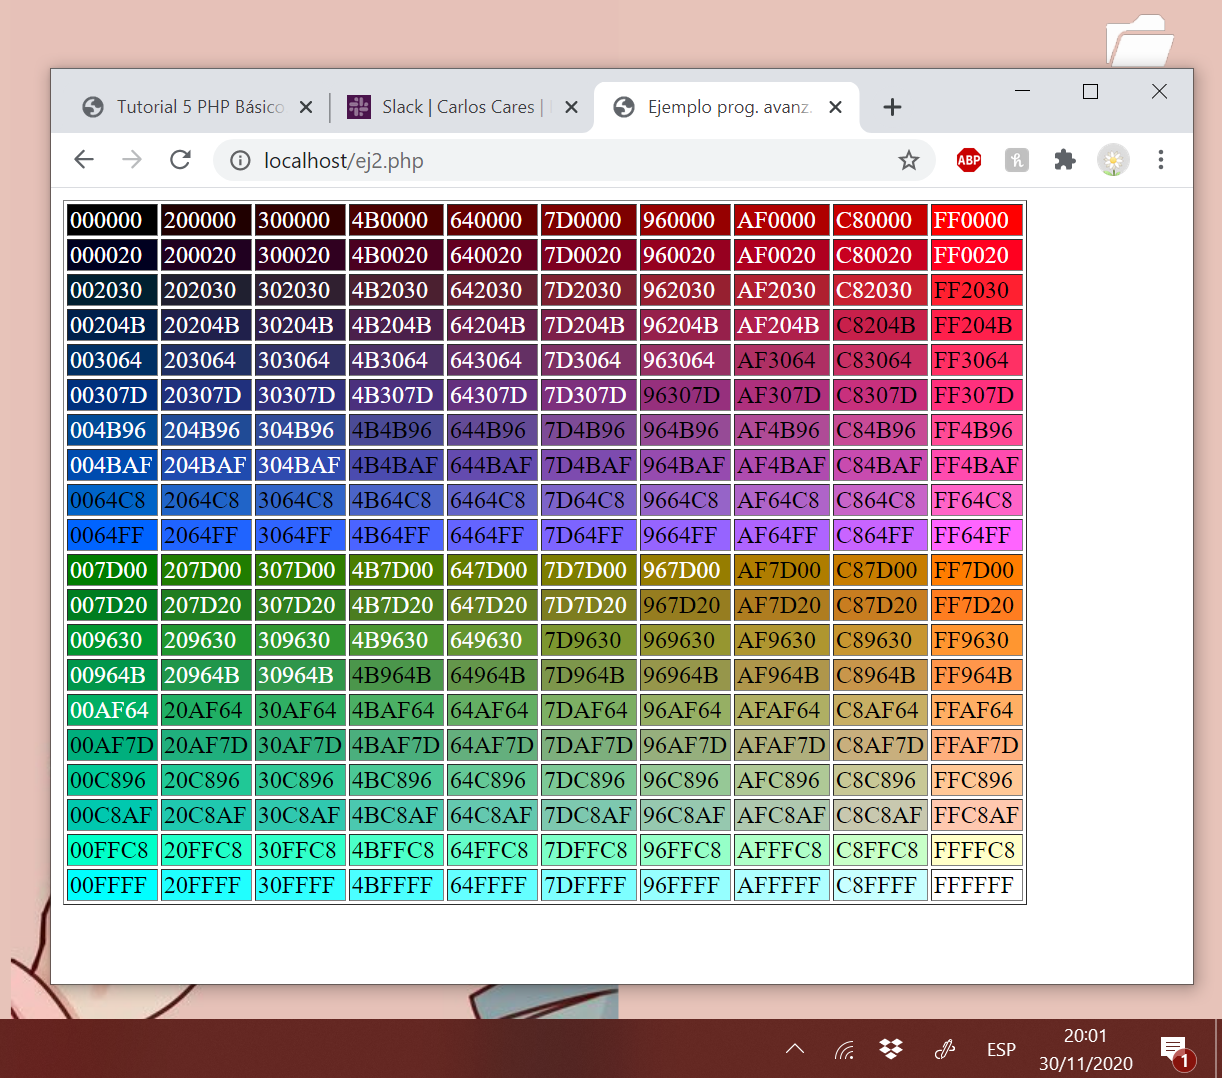 Tutorial 5 PHP Básico
Slack | Carlos Cares |
Ejemplo prog. avanz.
localhost/ej2.php
ABP
000000 200000 300000 4B0000 640000 7D0000 960000 AF0000 C80000 FF0000
000020 200020 300020 4B0020 640020 7D0020 960020 AF0020 C80020 FF0020
002030 202030 302030 4B2030 642030 7D2030 962030 AF2030 C82030 FF2030
00204B 20204B 30204B 4B204B 64204B 7D204B 96204B AF204B C8204B FF204B
003064 203064 303064 4B3064 643064 7D3064 963064 AF3064 C83064 FF3064
00307D 20307D 30307D 4B307D 64307D 7D307D 96307D AF307D C8307D FF307D
004B96 204B96 304B96 4B4B96 644B96 7D4B96 964B96 AF4B96 C84B96 FF4B96
004BAF 204BAF 304BAF 4B4BAF 644BAF 7D4BAF 964BAF AF4BAF C84BAF FF4BAF
0064C8 2064C8 3064C8 4B64C8 6464C8 7D64C8 9664C8 AF64C8 C864C8 FF64C8
0064FF 2064FF 3064FF 4B64FF 6464FF 7D64FF 9664FF AF64FF C864FF FF64FF
007D00 207D00 307D00 4B7D00 647D00 7D7D00 967D00 AF7D00 C87D00 FF7D00
007D20 207D20 307D20 4B7D20 647D20 7D7D20 967D20 AF7D20 C87D20 FF7D20
009630 209630 309630 4B9630 649630 7D9630 969630 AF9630 C89630 FF9630
00964B 20964B 30964B 4B964B 64964B 7D964B 96964B AF964B C8964B FF964B
00AF64 20AF64 30AF64 4BAF64 64AF64 7DAF64 96AF64 AFAF64 C8AF64 FFAF64
00AF7D 20AF7D 30AF7D 4BAF7D 64AF7D 7DAF7D 96AF7D AFAF7D C8AF7D FFAF7D
00C896 20C896 30C896 4BC896 64C896 7DC896 96C896 AFC896 C8C896 FFC896
00C8AF 20C8AF 30C8AF 4BC8AF 64C8AF 7DC8AF 96C8AF AFC8AF C8C8AF FFC8AF
00FFC8 20FFC8 30FFC8 4BFFC8 64FFC8 7DFFC8 96FFC8 AFFFC8 C8FFC8 FFFFC8
00FFFF 20FFFF 30FFFF 4BFFFF 64FFFF 7DFFFF 96FFFF AFFFFF C8FFFF FFFFFF
ESP
20:01
30/11/2020
1